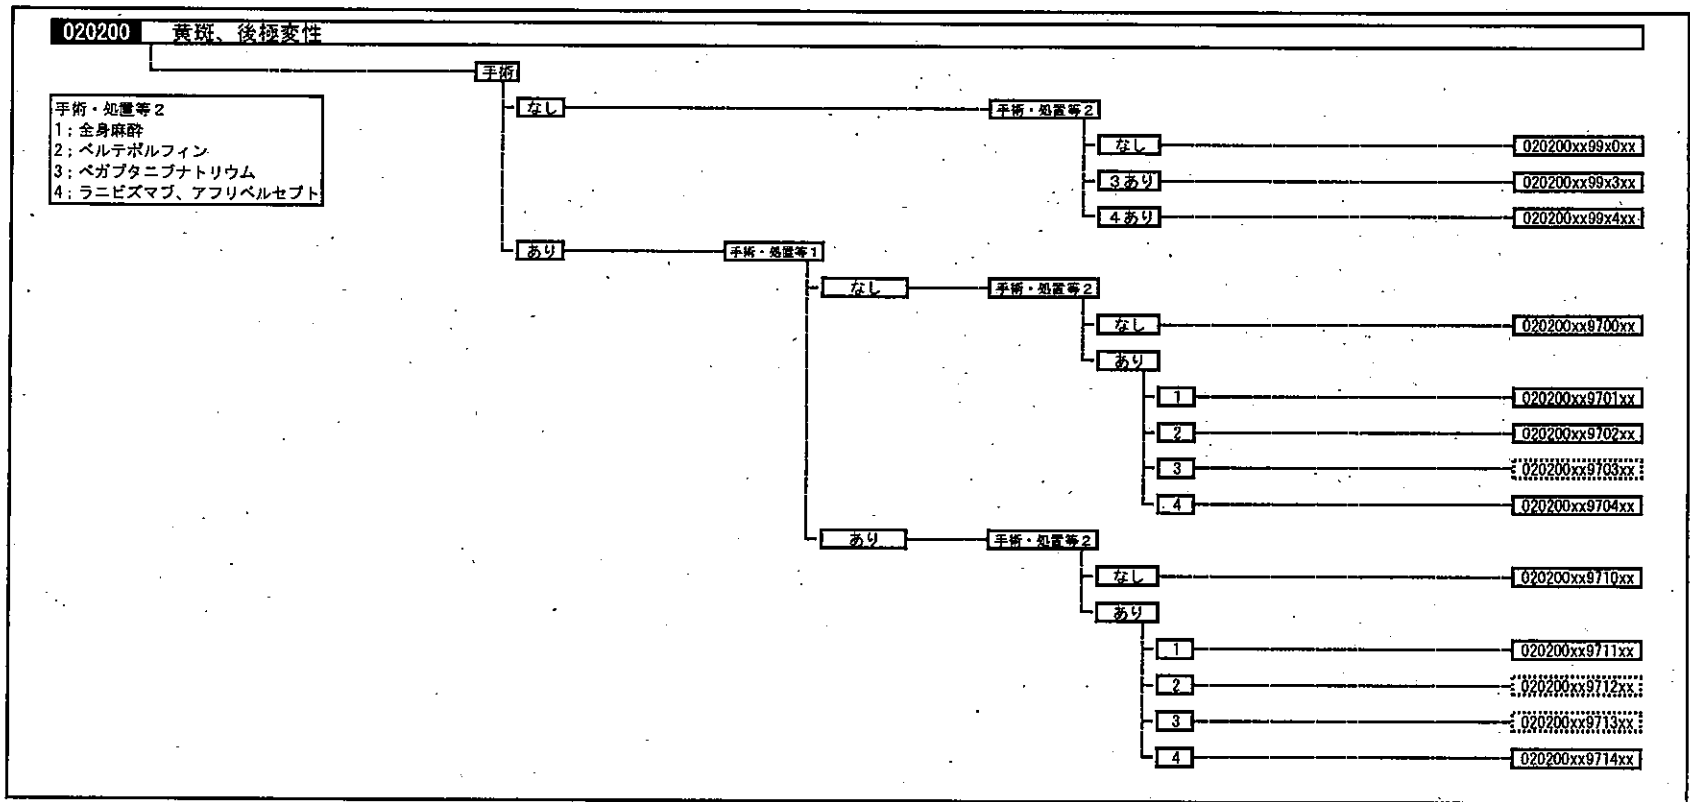 020200 黄斑、後極変性
手術
手術・処置等2
1；全身麻酔
2；ベルテポルフィン
3；ペガプタニブナトリウム
4；ラニビズマブ、アフリベルセプト
なし 手術・処置等2
なし 020200xx99x0xx
3あり 020200xx99x3xx
4あり 020200xx99x4xx
あり 手術・処置等1
なし 手術・処置等2
なし 020200xx9700xx
あり
1 020200xx9701xx
2 020200xx9702xx
3 020200xx9703xx
4 020200xx9704xx
あり 手術・処置等2
なし 020200xx9710xx
あり
1 020200xx9711xx
2 020200xx9712xx
3 020200xx9713xx
4 020200xx9714xx